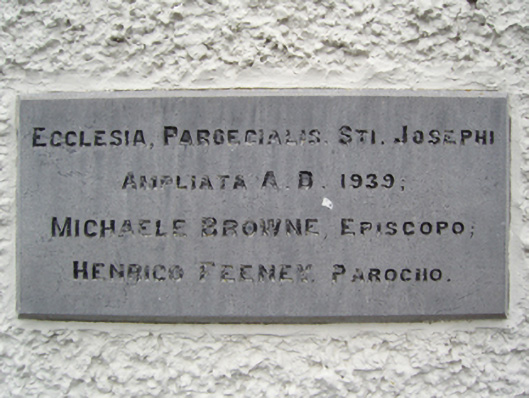 ECCLESIA, PAROECIALIS. STI. JOSEPHI
AMPLIATA A.D. 1939;
MICHAELE BROWNE, EPISCOPO;
HENRICO FEENEY. PAROCHO.